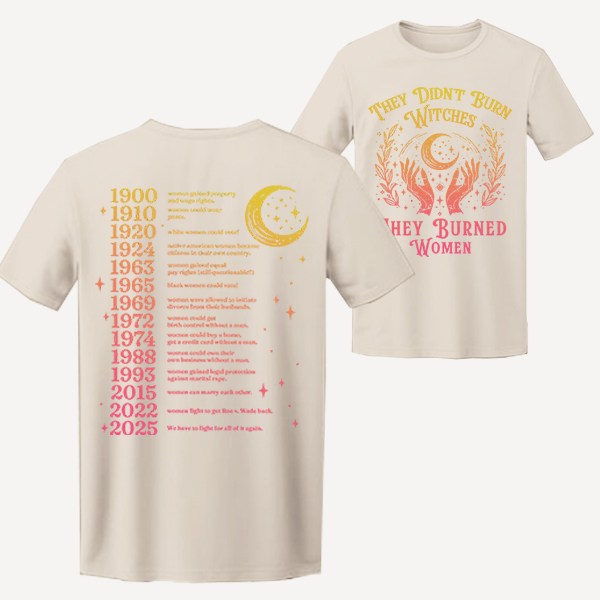 1900 women gained property
and wage rights.
1910 women could wear
pants.
1920 white women could vote!
1924 native american women became
citizens in their own country.
1963 women gained equal
pay rights (still questionable!!)
1965 black women could vote!
1969 women were allowed to initiate
divorce from their husbands.
1972 women could get
birth control without a man.
1974 women could buy a home,
get a credit card without a man.
1988 women could own their
own business without a man.
1993 women gained legal protection
against marital rape.
2015 women can marry each other.
2022 women fight to get Roe v. Wade back.
2025 We have to fight for all of it again.
They Didn't Burn
Witches
They Burned
Women